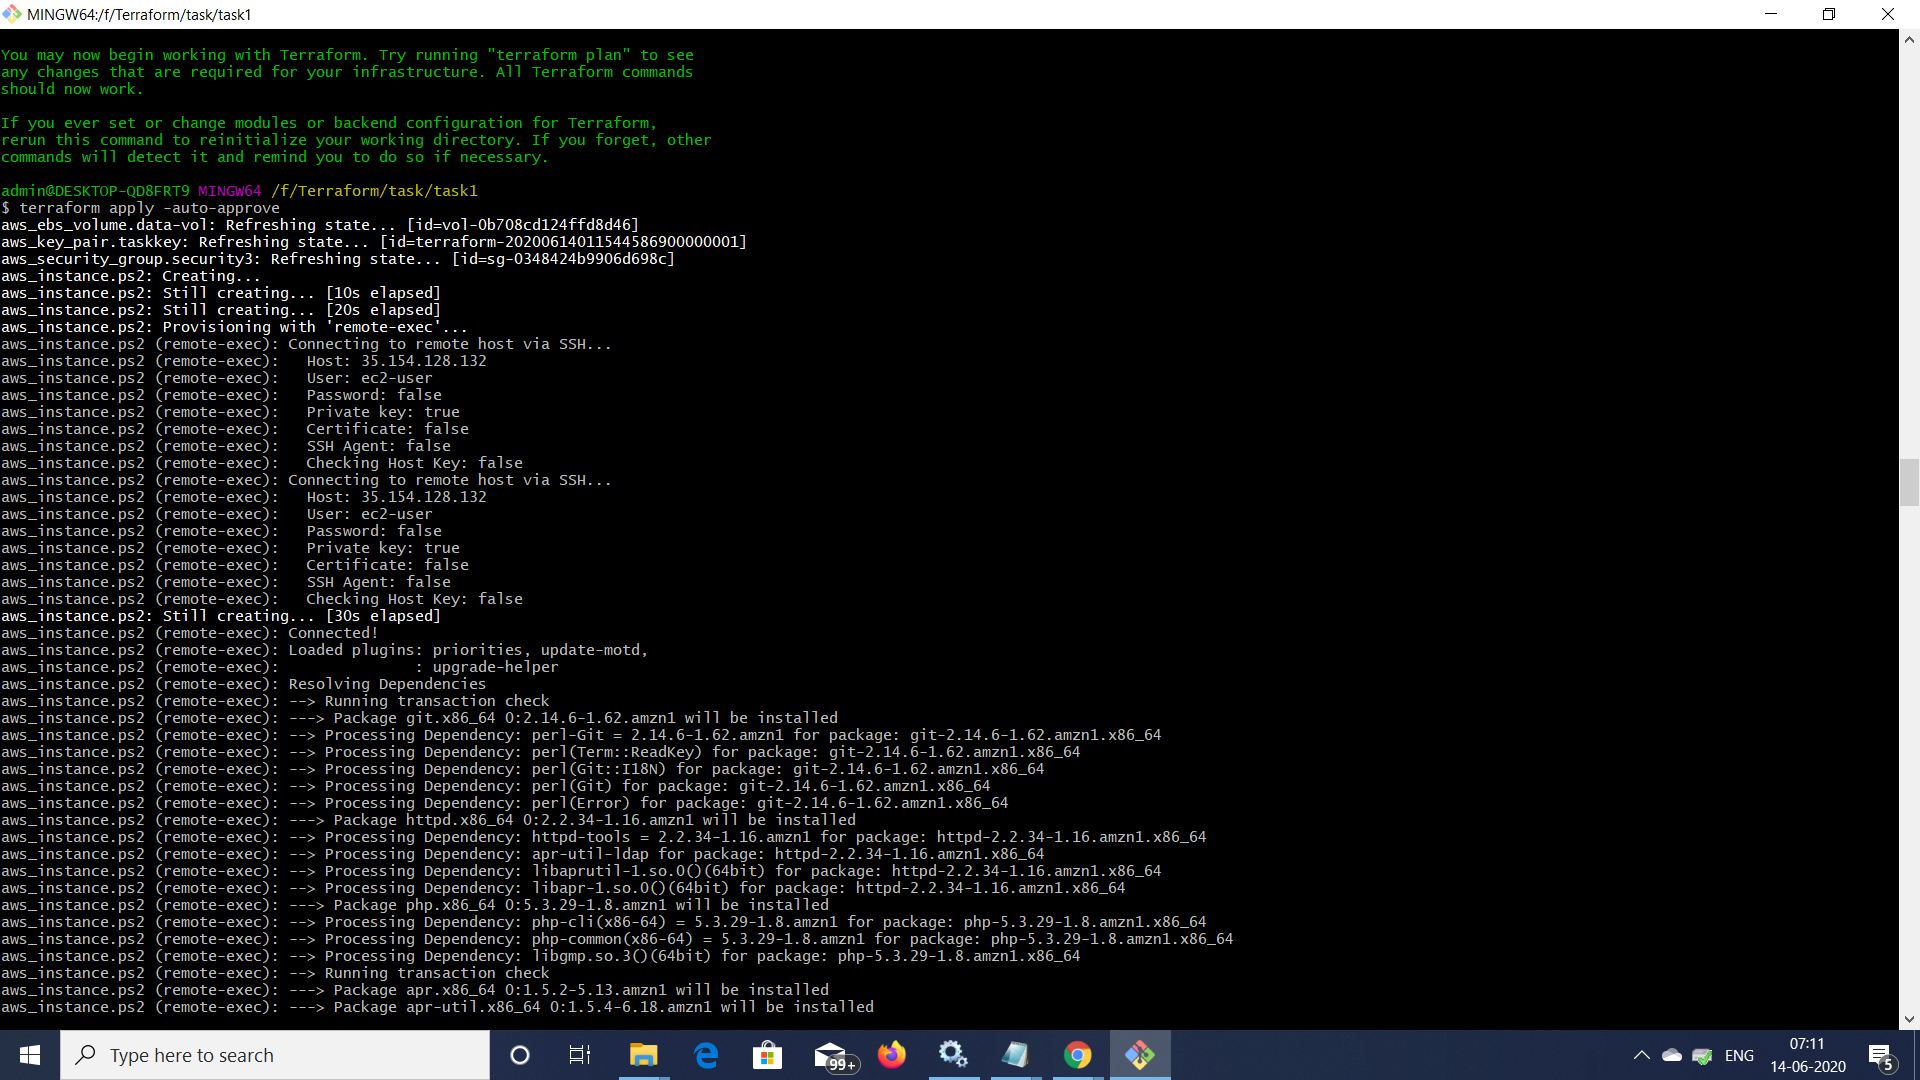 MINGW64:/f/Terraform/task/task1
You may now begin working with Terraform. Try running "terraform plan" to see
any changes that are required for your infrastructure. All Terraform commands
should now work.
If you ever set or change modules or backend configuration for Terraform,
rerun this command to reinitialize your working directory. If you forget, other
commands will detect it and remind you to do so if necessary.
admin@DESKTOP-QD8FRT9 MINGW64 /f/Terraform/task/task1
$ terraform apply -auto-approve
aws_ebs_volume.data-vol: Refreshing state... [id=vol-0b708cd124ffd8d46]
aws_key_pair.taskkey: Refreshing state... [id=terraform-20200614011544586900000001]
aws_security_group.security3: Refreshing state... [id=sg-0348424b9906d698c]
aws_instance.ps2: Creating...
aws_instance.ps2: Still creating... [10s elapsed]
aws_instance.ps2: Still creating... [20s elapsed]
aws_instance.ps2: Provisioning with 'remote-exec'...
aws_instance.ps2 (remote-exec): Connecting to remote host via SSH...
aws_instance.ps2 (remote-exec):   Host: 35.154.128.132
aws_instance.ps2 (remote-exec):   User: ec2-user
aws_instance.ps2 (remote-exec):   Password: false
aws_instance.ps2 (remote-exec):   Private key: true
aws_instance.ps2 (remote-exec):   Certificate: false
aws_instance.ps2 (remote-exec):   SSH Agent: false
aws_instance.ps2 (remote-exec):   Checking Host Key: false
aws_instance.ps2 (remote-exec): Connecting to remote host via SSH...
aws_instance.ps2 (remote-exec):   Host: 35.154.128.132
aws_instance.ps2 (remote-exec):   User: ec2-user
aws_instance.ps2 (remote-exec):   Password: false
aws_instance.ps2 (remote-exec):   Private key: true
aws_instance.ps2 (remote-exec):   Certificate: false
aws_instance.ps2 (remote-exec):   SSH Agent: false
aws_instance.ps2 (remote-exec):   Checking Host Key: false
aws_instance.ps2: Still creating... [30s elapsed]
aws_instance.ps2 (remote-exec): Connected!
aws_instance.ps2 (remote-exec): Loaded plugins: priorities, update-motd,
aws_instance.ps2 (remote-exec):               : upgrade-helper
aws_instance.ps2 (remote-exec): Resolving Dependencies
aws_instance.ps2 (remote-exec): --> Running transaction check
aws_instance.ps2 (remote-exec): ---> Package git.x86_64 0:2.14.6-1.62.amzn1 will be installed
aws_instance.ps2 (remote-exec): --> Processing Dependency: perl-Git = 2.14.6-1.62.amzn1 for package: git-2.14.6-1.62.amzn1.x86_64
aws_instance.ps2 (remote-exec): --> Processing Dependency: perl(Term::ReadKey) for package: git-2.14.6-1.62.amzn1.x86_64
aws_instance.ps2 (remote-exec): --> Processing Dependency: perl(Git::I18N) for package: git-2.14.6-1.62.amzn1.x86_64
aws_instance.ps2 (remote-exec): --> Processing Dependency: perl(Git) for package: git-2.14.6-1.62.amzn1.x86_64
aws_instance.ps2 (remote-exec): --> Processing Dependency: perl(Error) for package: git-2.14.6-1.62.amzn1.x86_64
aws_instance.ps2 (remote-exec): ---> Package httpd.x86_64 0:2.2.34-1.16.amzn1 will be installed
aws_instance.ps2 (remote-exec): --> Processing Dependency: httpd-tools = 2.2.34-1.16.amzn1 for package: httpd-2.2.34-1.16.amzn1.x86_64
aws_instance.ps2 (remote-exec): --> Processing Dependency: apr-util-ldap for package: httpd-2.2.34-1.16.amzn1.x86_64
aws_instance.ps2 (remote-exec): --> Processing Dependency: libaprutil-1.so.0()(64bit) for package: httpd-2.2.34-1.16.amzn1.x86_64
aws_instance.ps2 (remote-exec): --> Processing Dependency: libapr-1.so.0()(64bit) for package: httpd-2.2.34-1.16.amzn1.x86_64
aws_instance.ps2 (remote-exec): ---> Package php.x86_64 0:5.3.29-1.8.amzn1 will be installed
aws_instance.ps2 (remote-exec): --> Processing Dependency: php-cli(x86-64) = 5.3.29-1.8.amzn1 for package: php-5.3.29-1.8.amzn1.x86_64
aws_instance.ps2 (remote-exec): --> Processing Dependency: php-common(x86-64) = 5.3.29-1.8.amzn1 for package: php-5.3.29-1.8.amzn1.x86_64
aws_instance.ps2 (remote-exec): --> Processing Dependency: libgmp.so.3()(64bit) for package: php-5.3.29-1.8.amzn1.x86_64
aws_instance.ps2 (remote-exec): --> Running transaction check
aws_instance.ps2 (remote-exec): ---> Package apr.x86_64 0:1.5.2-5.13.amzn1 will be installed
aws_instance.ps2 (remote-exec): ---> Package apr-util.x86_64 0:1.5.4-6.18.amzn1 will be installed
Type here to search
99+
ENG
07:11
14-06-2020
5